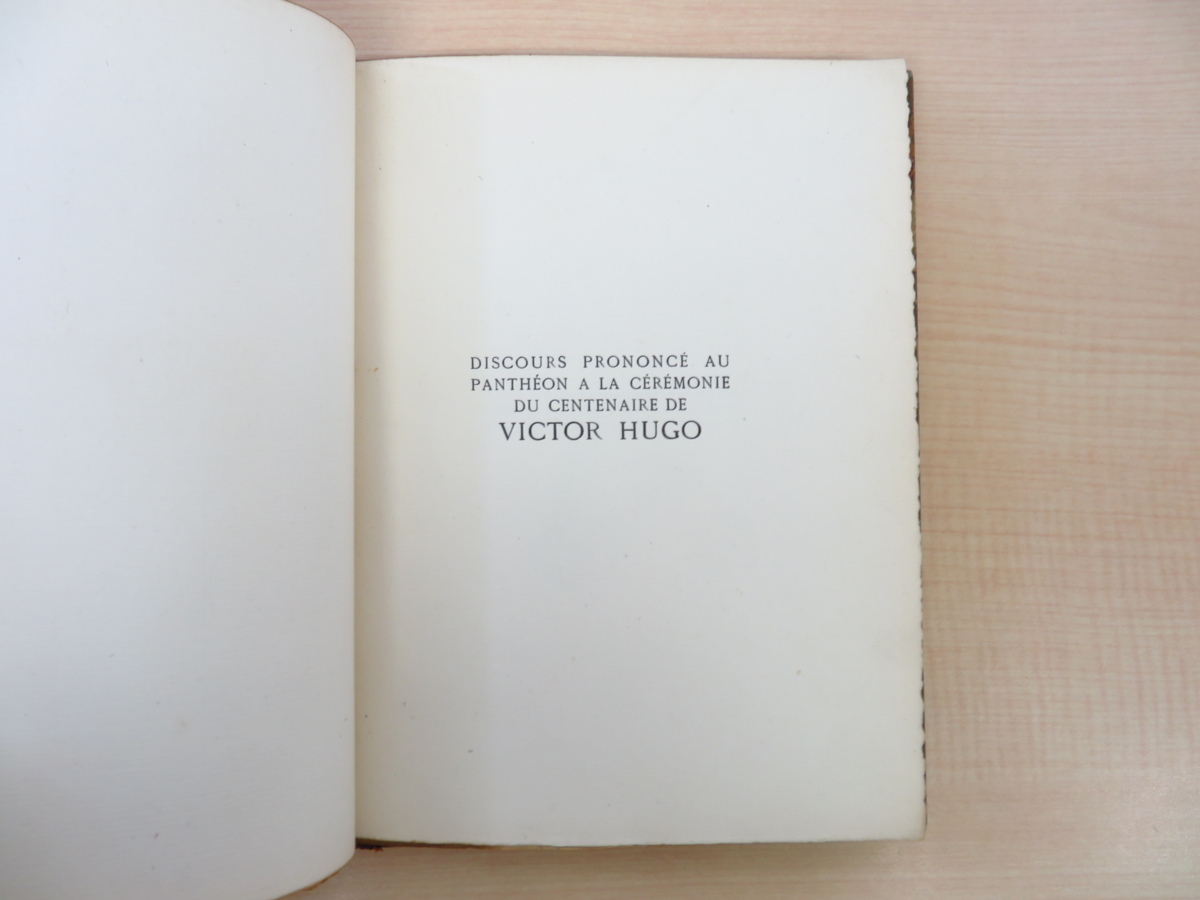 DISCOURS PRONONCÉ AU
PANTHÉON A LA CÉRÉMONIE
DU CENTENAIRE DE
VICTOR HUGO